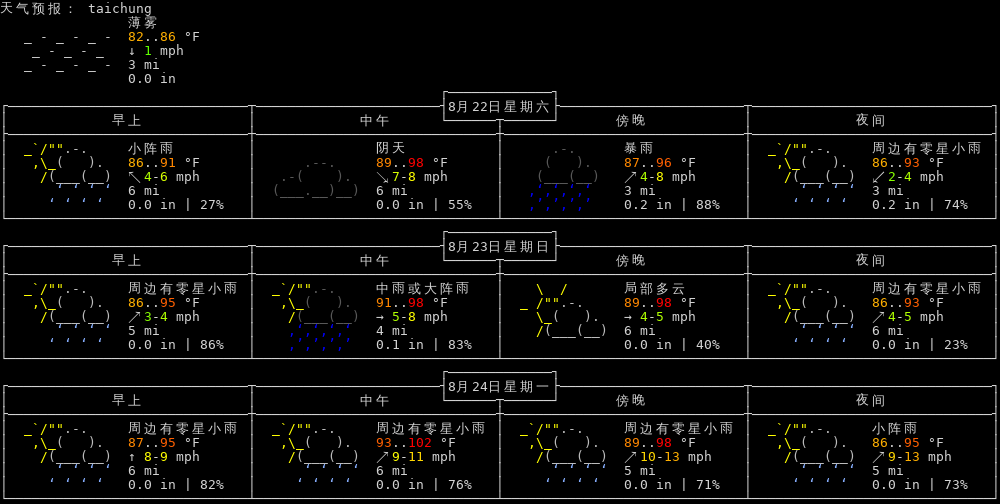 天气预报： taichung
薄雾
82..86 °F
↓ 1 mph
3 mi
0.0 in
8月22日星期六
早上 中午 傍晚 夜间
小阵雨 阴天 暴雨 周边有零星小雨
86..91 °F 89..98 °F 87..96 °F 86..93 °F
↖ 4-6 mph ↘ 7-8 mph ↗ 4-8 mph ↙ 2-4 mph
6 mi 6 mi 3 mi 3 mi
0.0 in | 27% 0.0 in | 55% 0.2 in | 88% 0.2 in | 74%
8月23日星期日
早上 中午 傍晚 夜间
周边有零星小雨 中雨或大阵雨 局部多云 周边有零星小雨
86..95 °F 91..98 °F 89..98 °F 86..93 °F
↗ 3-4 mph → 5-8 mph → 4-5 mph ↗ 4-5 mph
5 mi 4 mi 6 mi 6 mi
0.0 in | 86% 0.1 in | 83% 0.0 in | 40% 0.0 in | 23%
8月24日星期一
早上 中午 傍晚 夜间
周边有零星小雨 周边有零星小雨 周边有零星小雨 小阵雨
87..95 °F 93..102 °F 89..98 °F 86..95 °F
↑ 8-9 mph ↗ 9-11 mph ↗ 10-13 mph ↗ 9-13 mph
6 mi 6 mi 5 mi 5 mi
0.0 in | 82% 0.0 in | 76% 0.0 in | 71% 0.0 in | 73%